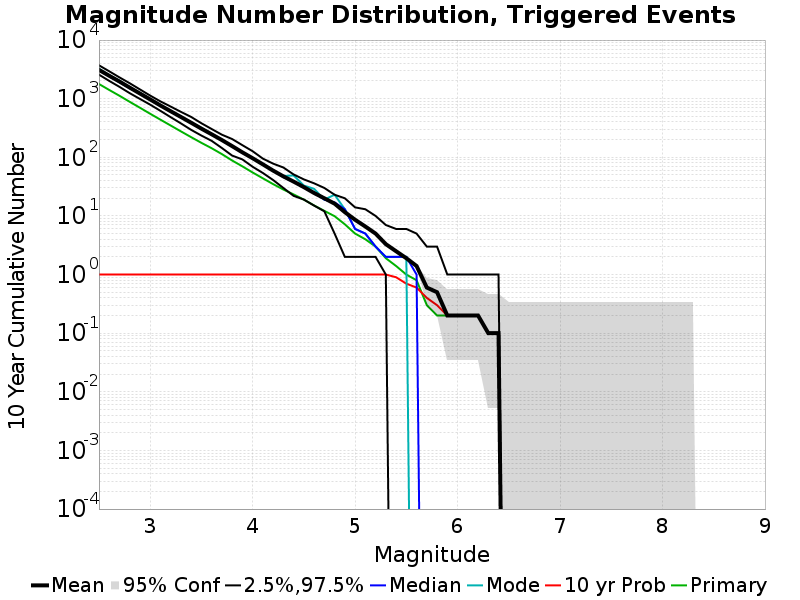 Magnitude Number Distribution, Triggered Events
10 Year Cumulative Number
10^4
10^3
10^2
10^1
10^0
10^-1
10^-2
10^-3
10^-4
3 4 5 6 7 8 9
Magnitude
Mean 95% Conf 2.5%,97.5% Median Mode 10 yr Prob Primary